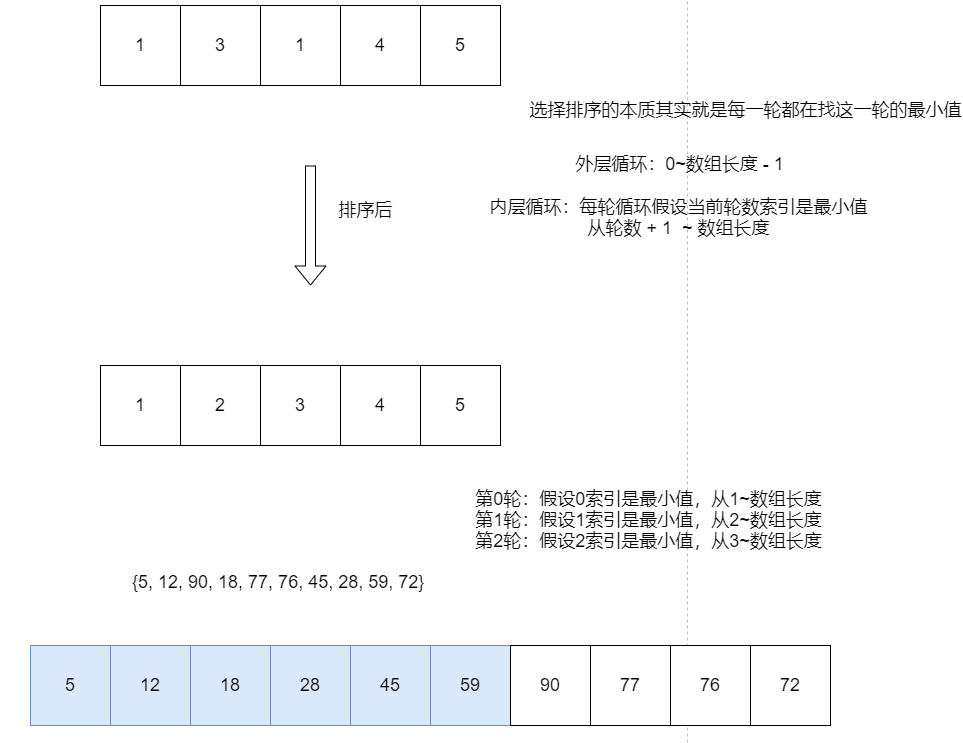 1 3 1 4 5
选择排序的本质其实就是每一轮都在找这一轮的最小值
外层循环：0~数组长度 - 1
排序后
内层循环：每轮循环假设当前轮数索引是最小值
从轮数 + 1 ~ 数组长度
1 2 3 4 5
第0轮：假设0索引是最小值，从1~数组长度
第1轮：假设1索引是最小值，从2~数组长度
第2轮：假设2索引是最小值，从3~数组长度
{5, 12, 90, 18, 77, 76, 45, 28, 59, 72}
5 12 18 28 45 59 90 77 76 72